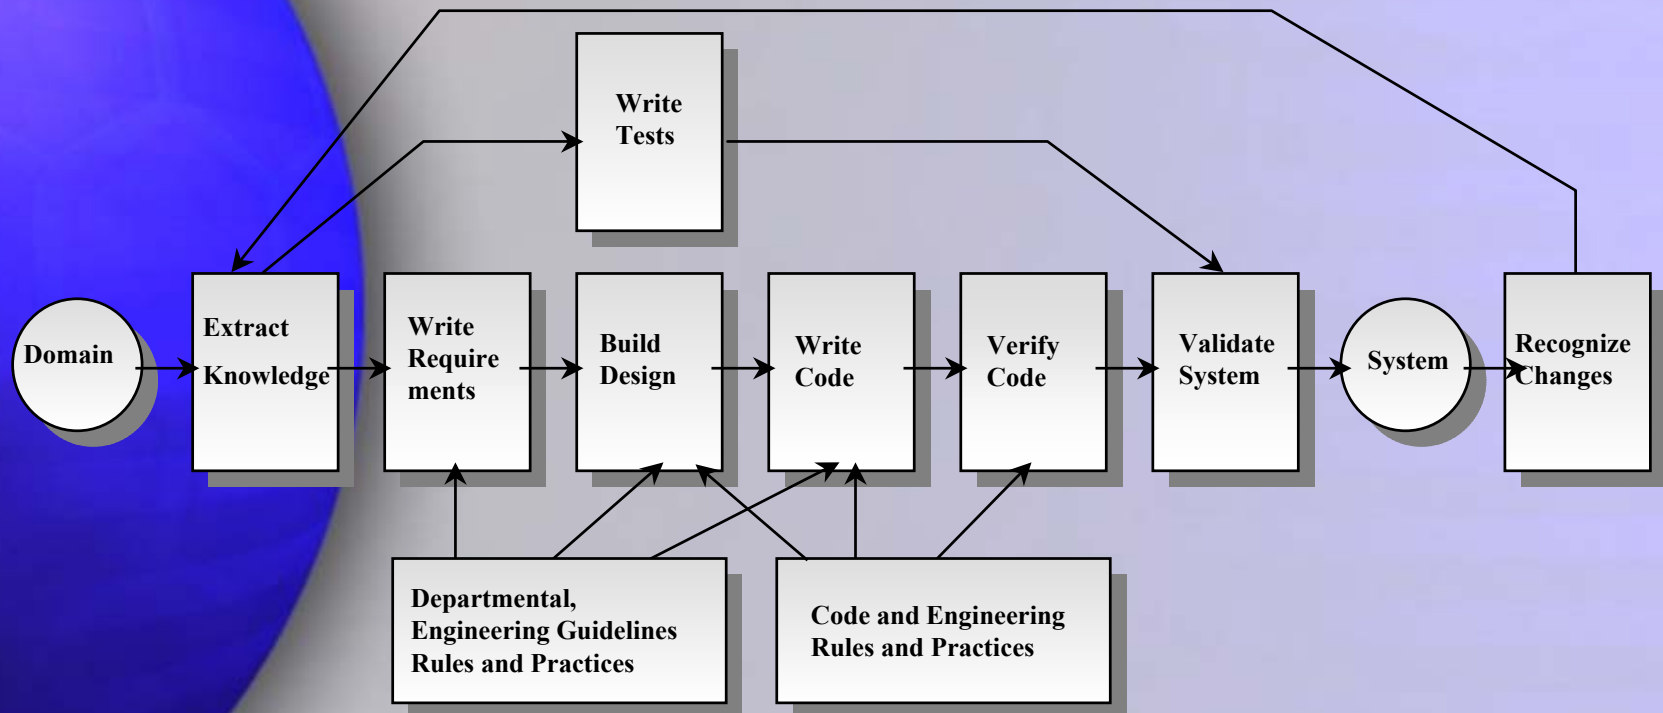 Write
Tests
Domain
Extract
Knowledge
Write
Require
ments
Build
Design
Write
Code
Verify
Code
Validate
System
System
Recognize
Changes
Departmental,
Engineering Guidelines
Rules and Practices
Code and Engineering
Rules and Practices